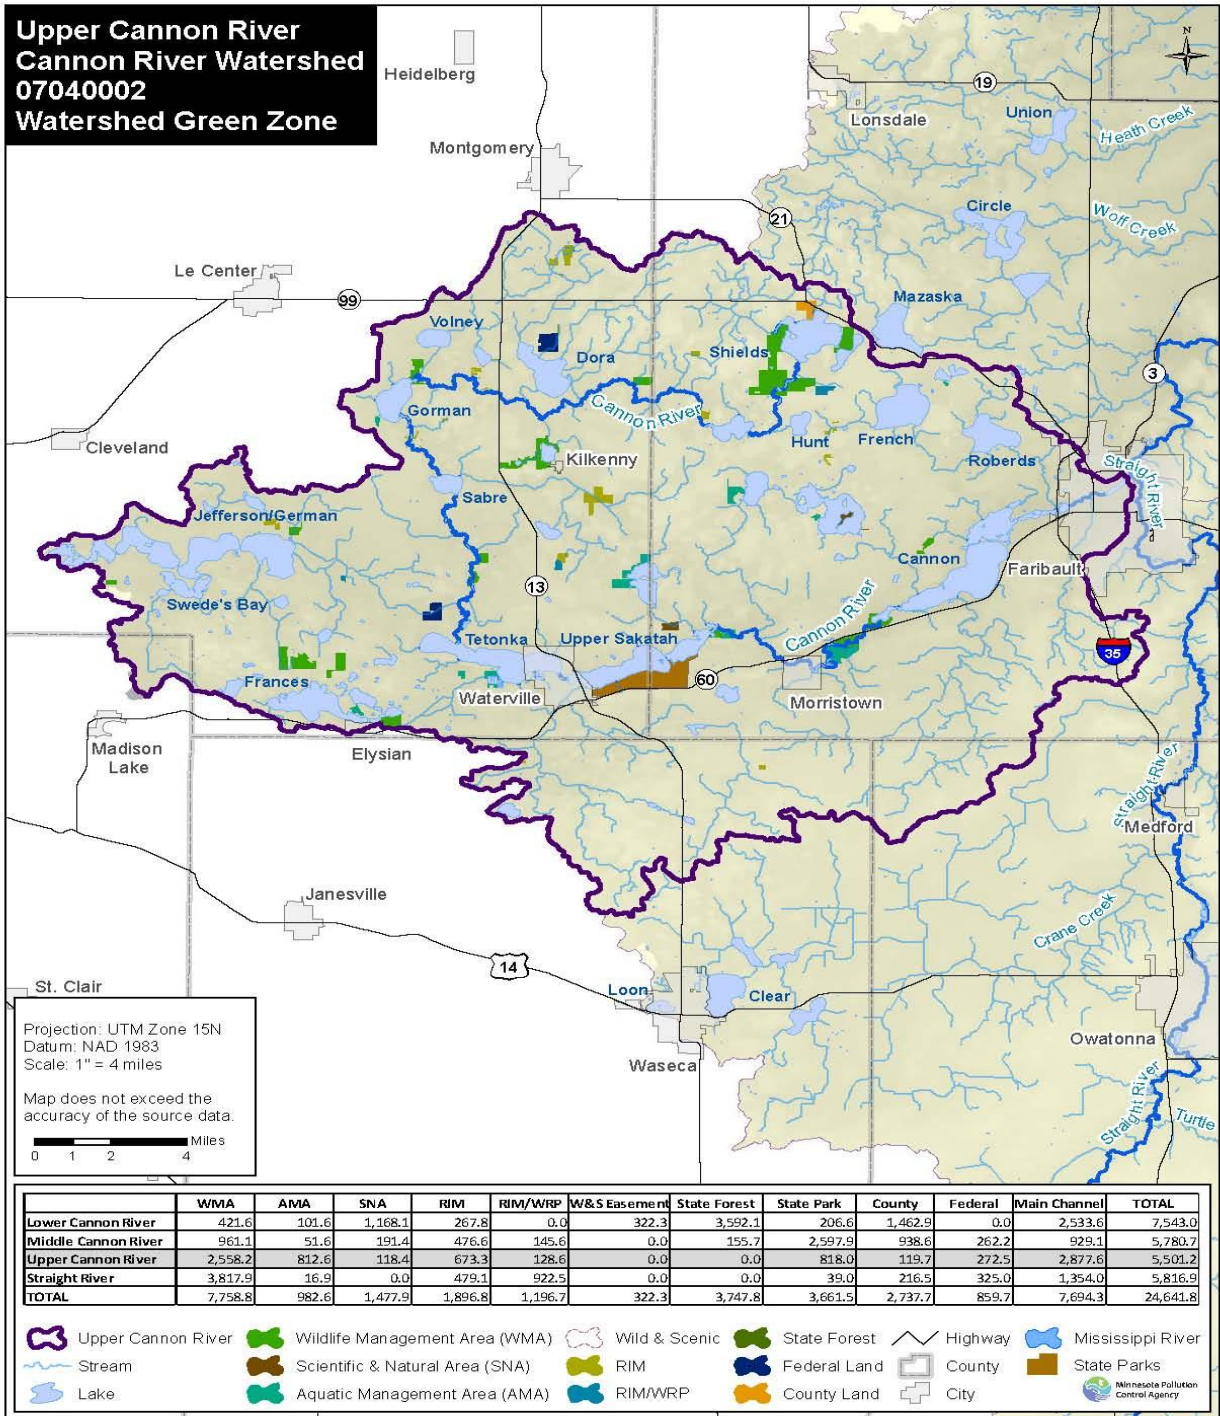 Upper Cannon River
Cannon River Watershed
07040002
Watershed Green Zone
N
Heidelberg
19
Lonsdale
Union
Heath Creek
Montgomery
Circle
Wolf Creek
21
Le Center
99
Mazaska
Volney
Dora
Shields
3
Gorman
Cannon River
Hunt
French
Cleveland
Kilkenny
Roberds
Straight River
Sabre
Jefferson/German
Cannon
Faribault
13
Swede's Bay
Tetonka
Upper Sakatah
Cannon River
35
Frances
60
Waterville
Morristown
Madison
Lake
Elysian
Straight River
Medford
Janesville
Crane Creek
14
St. Clair
Loon
Clear
Owatonna
Waseca
Straight River
Turtle
Projection: UTM Zone 15N
Datum: NAD 1983
Scale: 1" = 4 miles
Map does not exceed the
accuracy of the source data.
Miles
0 1 2 4
WMA AMA SNA RIM RIM/WRP W&S Easement State Forest State Park County Federal Main Channel TOTAL
Lower Cannon River 421.6 101.6 1,168.1 267.8 0.0 322.3 3,592.1 206.6 1,462.9 0.0 2,533.6 7,543.0
Middle Cannon River 961.1 51.6 191.4 476.6 145.6 0.0 155.7 2,597.9 938.6 262.2 929.1 5,780.7
Upper Cannon River 2,558.2 812.6 118.4 673.3 128.6 0.0 0.0 818.0 119.7 272.5 2,877.6 5,501.2
Straight River 3,817.9 16.9 0.0 479.1 922.5 0.0 0.0 39.0 216.5 325.0 1,354.0 5,816.9
TOTAL 7,758.8 982.6 1,477.9 1,896.8 1,196.7 322.3 3,747.8 3,661.5 2,737.7 859.7 7,694.3 24,641.8
Upper Cannon River Wildlife Management Area (WMA) Wild & Scenic State Forest Highway Mississippi River
Stream Scientific & Natural Area (SNA) RIM Federal Land County State Parks
Lake Aquatic Management Area (AMA) RIM/WRP County Land City
Minnesota Pollution
Control Agency